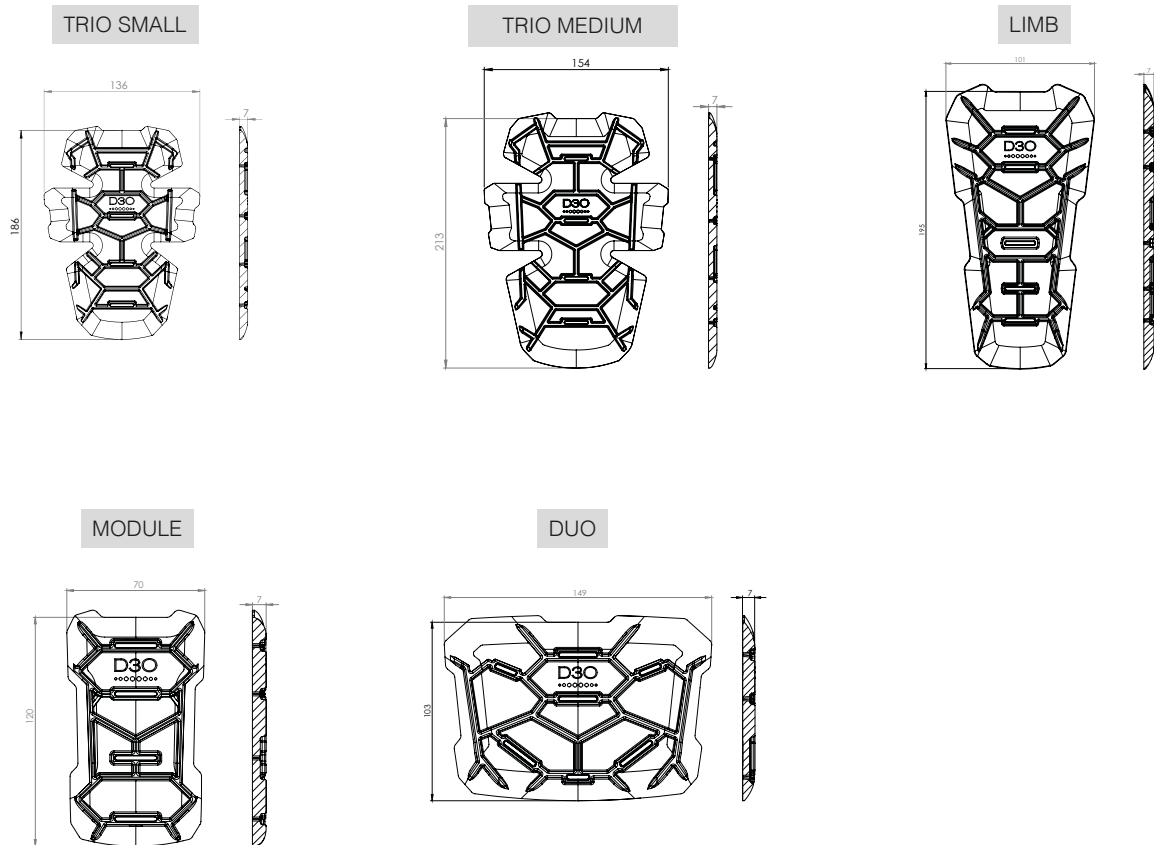 TRIO SMALL
TRIO MEDIUM
LIMB
136
7
186
D3O
154
7
213
D3O
101
7
195
D3O
MODULE
DUO
70
7
120
D3O
149
7
103
D3O